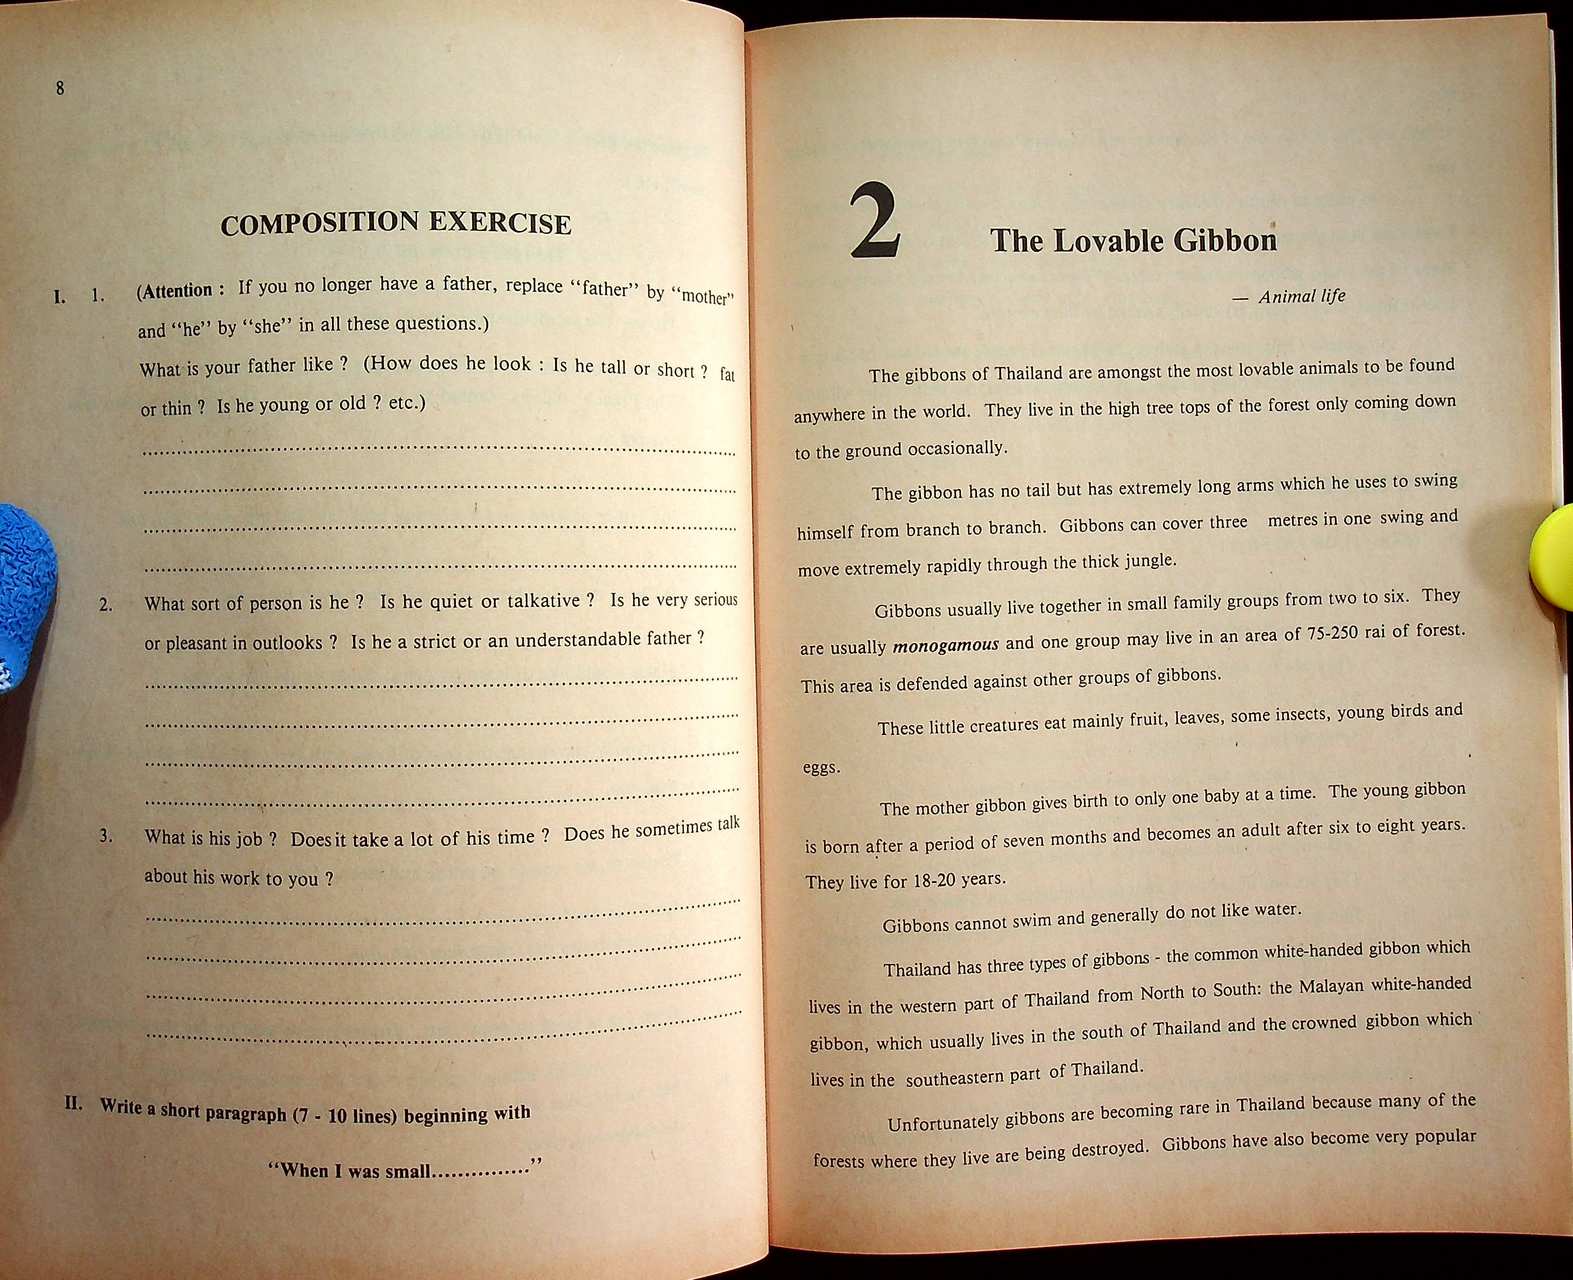 8
COMPOSITION EXERCISE
I. 1. (Attention : If you no longer have a father, replace "father" by "mother"
and "he" by "she" in all these questions.)
What is your father like ? (How does he look : Is he tall or short ? fat
or thin ? Is he young or old ? etc.)
2. What sort of person is he ? Is he quiet or talkative ? Is he very serious
or pleasant in outlooks ? Is he a strict or an understandable father ?
3. What is his job ? Does it take a lot of his time ? Does he sometimes talk
about his work to you ?
II. Write a short paragraph (7 - 10 lines) beginning with
"When I was small..............."
2
The Lovable Gibbon
— Animal life
The gibbons of Thailand are amongst the most lovable animals to be found
anywhere in the world. They live in the high tree tops of the forest only coming down
to the ground occasionally.
The gibbon has no tail but has extremely long arms which he uses to swing
himself from branch to branch. Gibbons can cover three metres in one swing and
move extremely rapidly through the thick jungle.
Gibbons usually live together in small family groups from two to six. They
are usually monogamous and one group may live in an area of 75-250 rai of forest.
This area is defended against other groups of gibbons.
These little creatures eat mainly fruit, leaves, some insects, young birds and
eggs.
The mother gibbon gives birth to only one baby at a time. The young gibbon
is born after a period of seven months and becomes an adult after six to eight years.
They live for 18-20 years.
Gibbons cannot swim and generally do not like water.
Thailand has three types of gibbons - the common white-handed gibbon which
lives in the western part of Thailand from North to South: the Malayan white-handed
gibbon, which usually lives in the south of Thailand and the crowned gibbon which
lives in the southeastern part of Thailand.
Unfortunately gibbons are becoming rare in Thailand because many of the
forests where they live are being destroyed. Gibbons have also become very popular